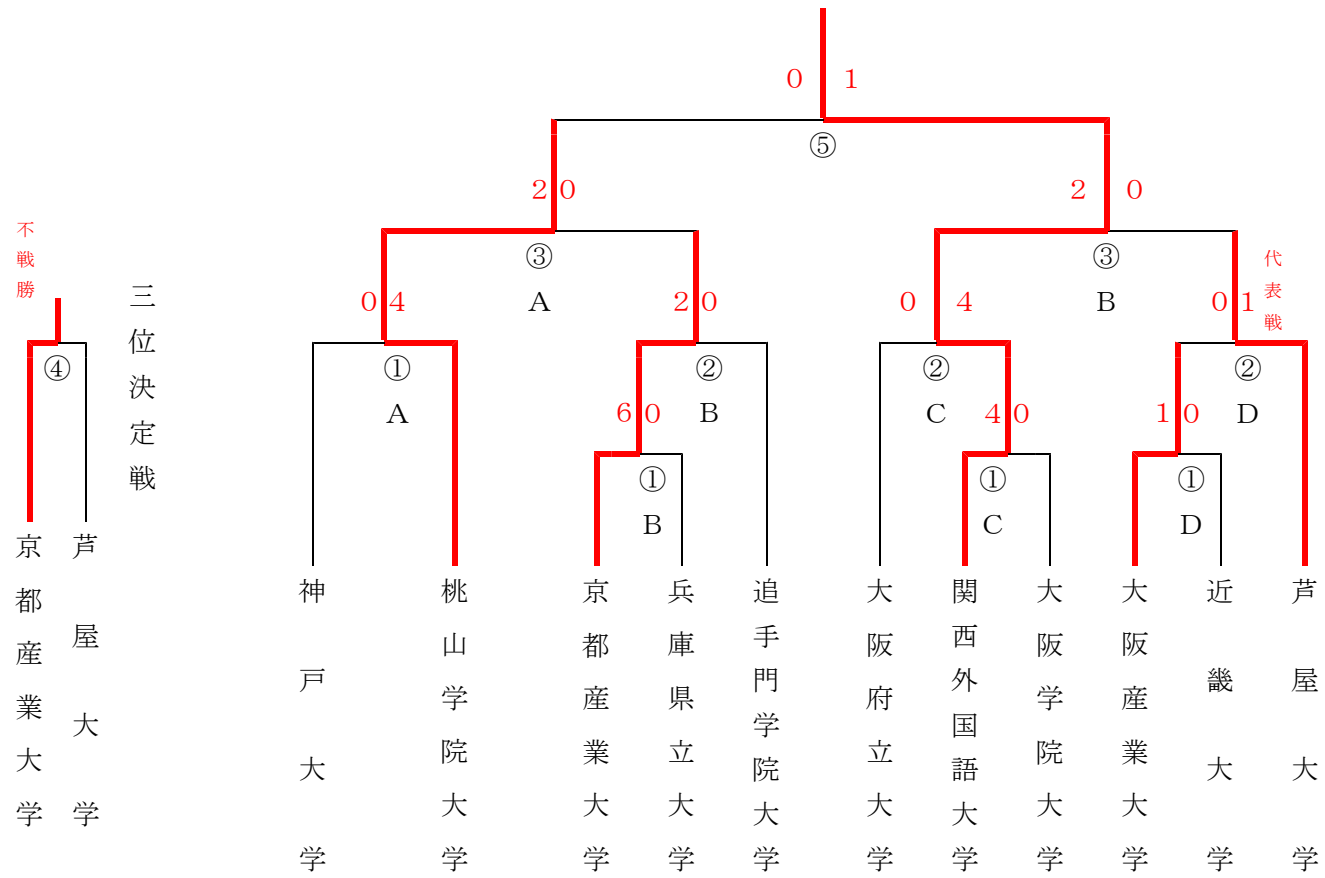 ０ １
⑤
２ ０
２ ０
不戦勝
③
③
代表戦
三位決定戦
０ ４
A
２ ０
０ ４
B
０ １
④
①
②
②
②
A
６ ０
B
C
４ ０
１ ０
D
①
①
①
B
C
D
京都産業大学
芦屋大学
神戸大学
桃山学院大学
京都産業大学
兵庫県立大学
追手門学院大学
大阪府立大学
関西外国語大学
大阪学院大学
大阪産業大学
近畿大学
芦屋大学